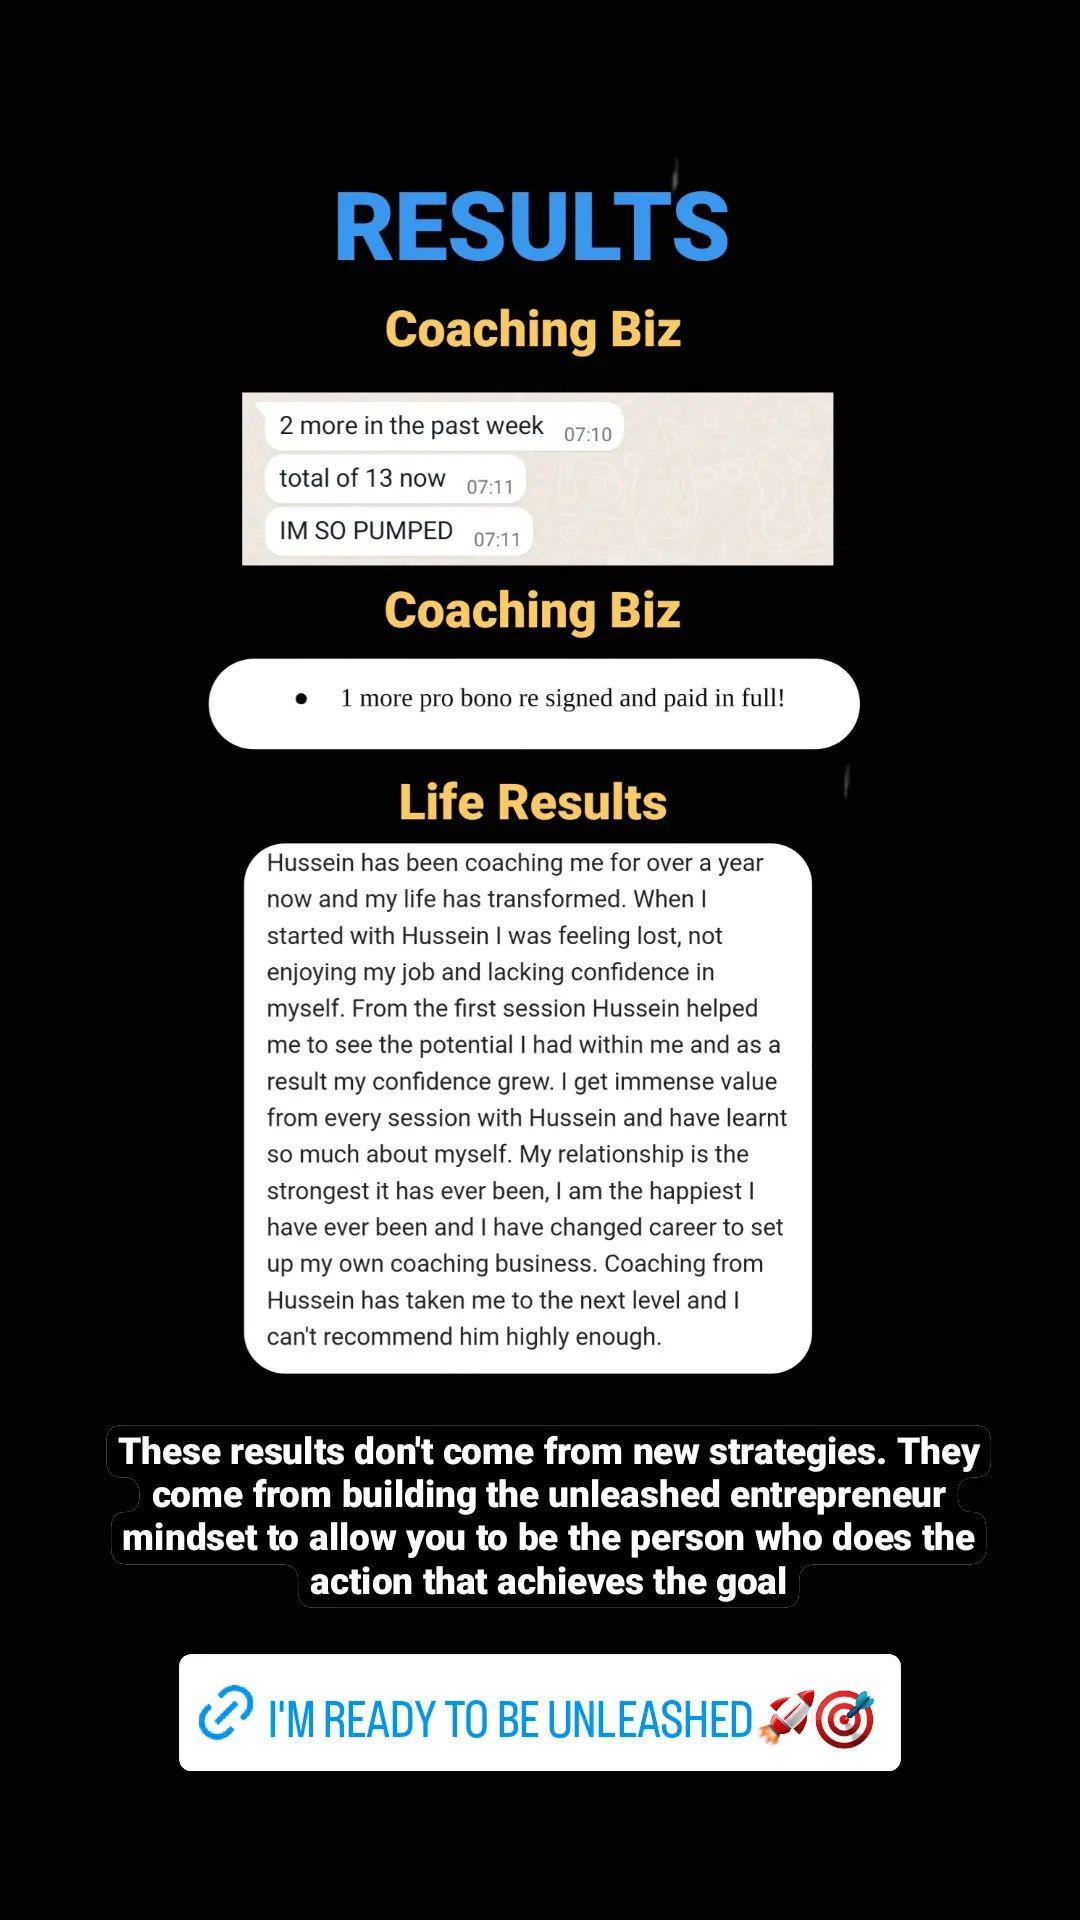 RESULTS
Coaching Biz
2 more in the past week 07:10
total of 13 now 07:11
IM SO PUMPED 07:11
Coaching Biz
● 1 more pro bono re signed and paid in full!
Life Results
Hussein has been coaching me for over a year
now and my life has transformed. When I
started with Hussein I was feeling lost, not
enjoying my job and lacking confidence in
myself. From the first session Hussein helped
me to see the potential I had within me and as a
result my confidence grew. I get immense value
from every session with Hussein and have learnt
so much about myself. My relationship is the
strongest it has ever been, I am the happiest I
have ever been and I have changed career to set
up my own coaching business. Coaching from
Hussein has taken me to the next level and I
can't recommend him highly enough.
These results don't come from new strategies. They
come from building the unleashed entrepreneur
mindset to allow you to be the person who does the
action that achieves the goal
I'M READY TO BE UNLEASHED🚀🎯